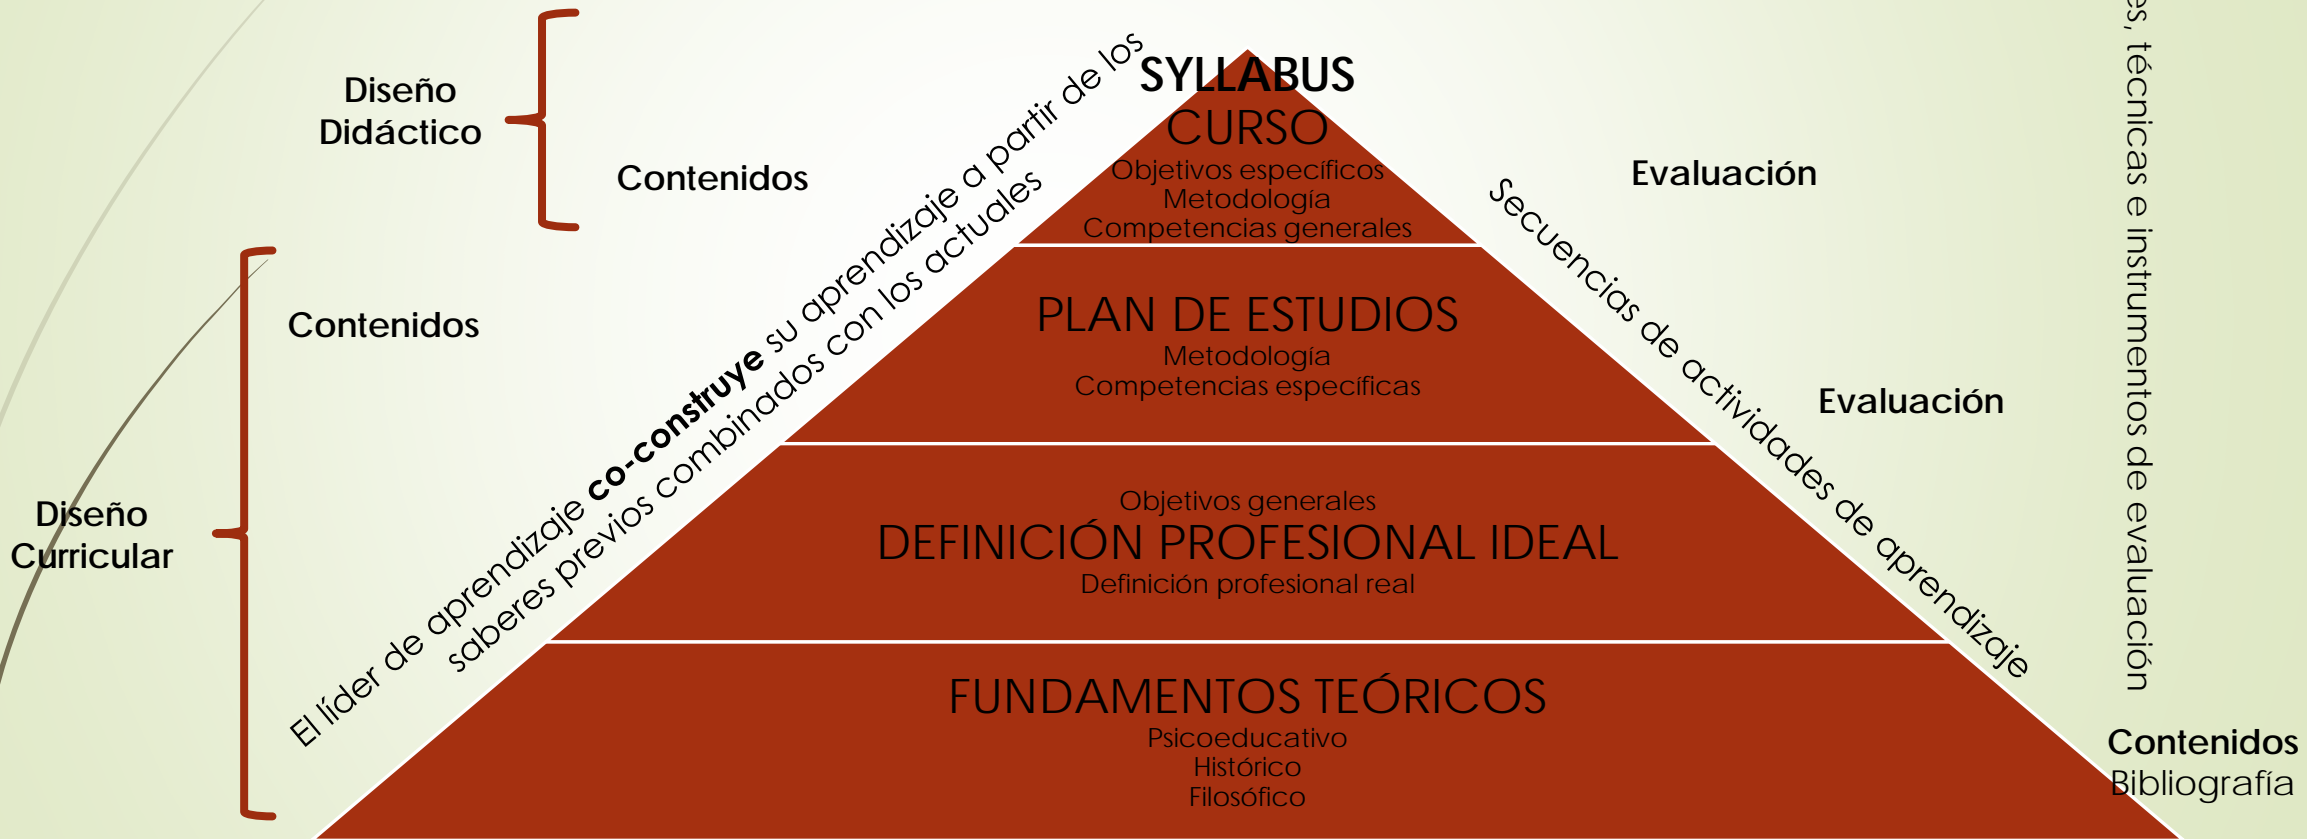 Diseño
Didáctico
Contenidos
Contenidos
Diseño
Curricular
El líder de aprendizaje co-construye su aprendizaje a partir de los
saberes previos combinados con los actuales
SYLLABUS
CURSO
Objetivos específicos
Metodología
Competencias generales
PLAN DE ESTUDIOS
Metodología
Competencias específicas
Objetivos generales
DEFINICIÓN PROFESIONAL IDEAL
Definición profesional real
FUNDAMENTOS TEÓRICOS
Psicoeducativo
Histórico
Filosófico
Secuencias de actividades de aprendizaje
Evaluación
Evaluación
técnicas e instrumentos de evaluación
Contenidos
Bibliografía